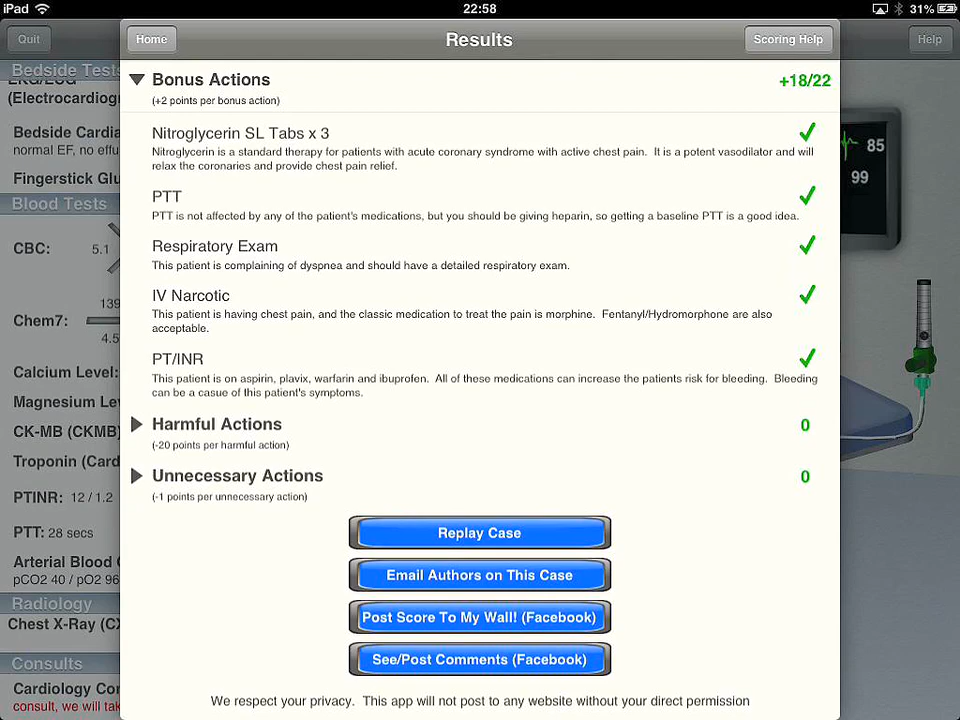 iPad
22:58
31%
Quit
Home
Results
Scoring Help
Help
Bedside Tests
EKG/ECG
(Electrocardiogr
Bedside Cardia
normal EF, no effu
Fingerstick Glu
Blood Tests
CBC: 5.1
139
Chem7:
4.5
Calcium Level:
Magnesium Lev
CK-MB (CKMB)
Troponin (Card
PTINR: 12 / 1.2
PTT: 28 secs
Arterial Blood G
pCO2 40 / pO2 96
Radiology
Chest X-Ray (CX
Consults
Cardiology Con
consult, we will tak
Bonus Actions +18/22
(+2 points per bonus action)
Nitroglycerin SL Tabs x 3
Nitroglycerin is a standard therapy for patients with acute coronary syndrome with active chest pain. It is a potent vasodilator and will
relax the coronaries and provide chest pain relief.
PTT
PTT is not affected by any of the patient's medications, but you should be giving heparin, so getting a baseline PTT is a good idea.
Respiratory Exam
This patient is complaining of dyspnea and should have a detailed respiratory exam.
IV Narcotic
This patient is having chest pain, and the classic medication to treat the pain is morphine. Fentanyl/Hydromorphone are also
acceptable.
PT/INR
This patient is on aspirin, plavix, warfarin and ibuprofen. All of these medications can increase the patients risk for bleeding. Bleeding
can be a casue of this patient's symptoms.
Harmful Actions 0
(-20 points per harmful action)
Unnecessary Actions 0
(-1 points per unnecessary action)
Replay Case
Email Authors on This Case
Post Score To My Wall! (Facebook)
See/Post Comments (Facebook)
We respect your privacy. This app will not post to any website without your direct permission
85
99